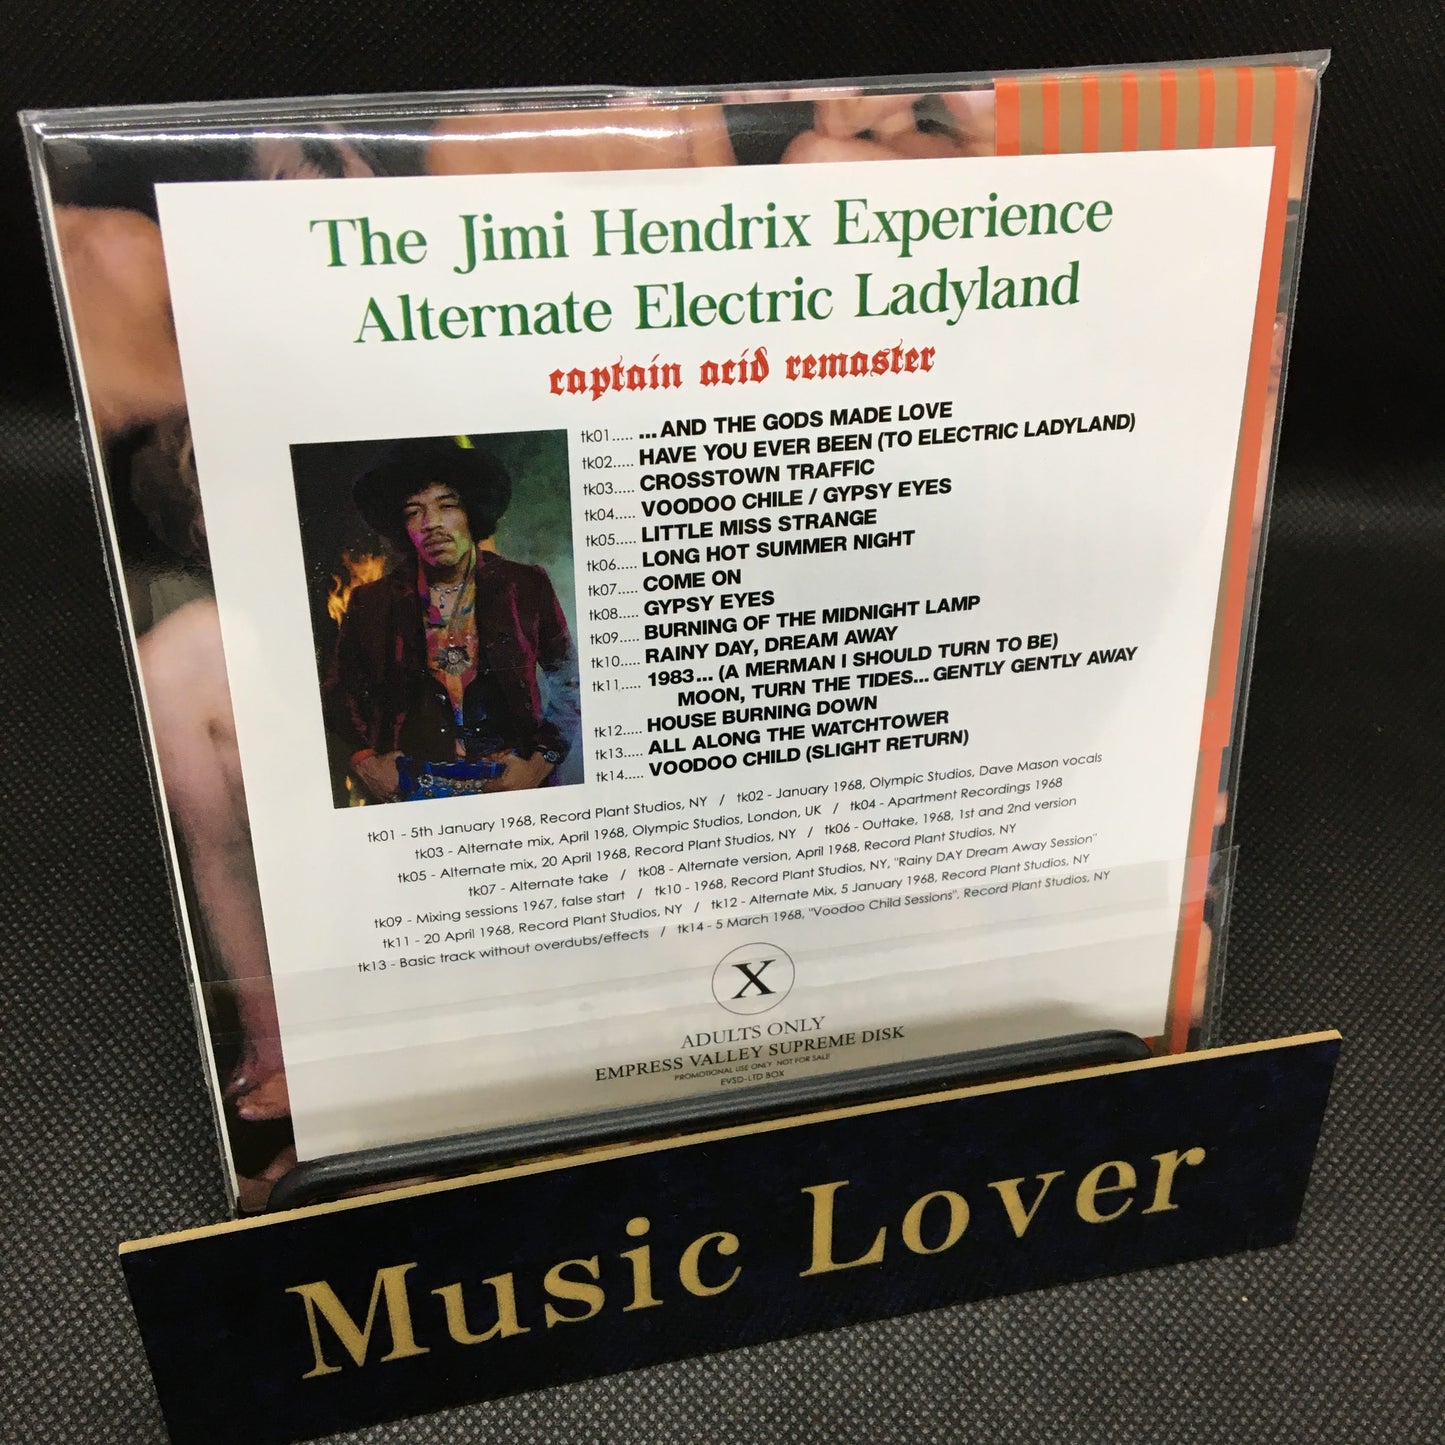 The Jimi Hendrix Experience
Alternate Electric Ladyland
captain acid remaster
tk01..... ...AND THE GODS MADE LOVE
tk02..... HAVE YOU EVER BEEN (TO ELECTRIC LADYLAND)
tk03..... CROSSTOWN TRAFFIC
tk04..... VOODOO CHILE / GYPSY EYES
tk05..... LITTLE MISS STRANGE
tk06..... LONG HOT SUMMER NIGHT
tk07..... COME ON
tk08..... GYPSY EYES
tk09..... BURNING OF THE MIDNIGHT LAMP
tk10..... RAINY DAY, DREAM AWAY
tk11..... 1983... (A MERMAN I SHOULD TURN TO BE)
MOON, TURN THE TIDES... GENTLY GENTLY AWAY
tk12..... HOUSE BURNING DOWN
tk13..... ALL ALONG THE WATCHTOWER
tk14..... VOODOO CHILD (SLIGHT RETURN)
tk01 - 5th January 1968, Record Plant Studios, NY / tk02 - January 1968, Olympic Studios, Dave Mason vocals
tk03 - Alternate mix, April 1968, Olympic Studios, London, UK / tk04 - Apartment Recordings 1968
tk05 - Alternate mix, 20 April 1968, Record Plant Studios, NY / tk06 - Outtake, 1968, 1st and 2nd version
tk07 - Alternate take / tk08 - Alternate version, April 1968, Record Plant Studios, NY
tk09 - Mixing sessions 1967, false start / tk10 - 1968, Record Plant Studios, NY, "Rainy DAY Dream Away Session"
tk11 - 20 April 1968, Record Plant Studios, NY / tk12 - Alternate Mix, 5 January 1968, Record Plant Studios, NY
tk13 - Basic track without overdubs/effects / tk14 - 5 March 1968, "Voodoo Child Sessions", Record Plant Studios, NY
X
ADULTS ONLY
EMPRESS VALLEY SUPREME DISK
PROMOTIONAL USE ONLY NOT FOR SALE
EVSD-LTD BOX
Music Lover